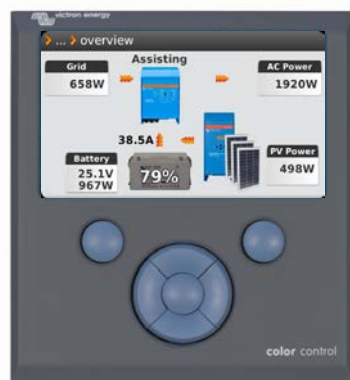 victron energy
... overview
Assisting
Grid
658W
AC Power
1920W
38.5A
Battery
25.1V
967W
79%
PV Power
498W
color control